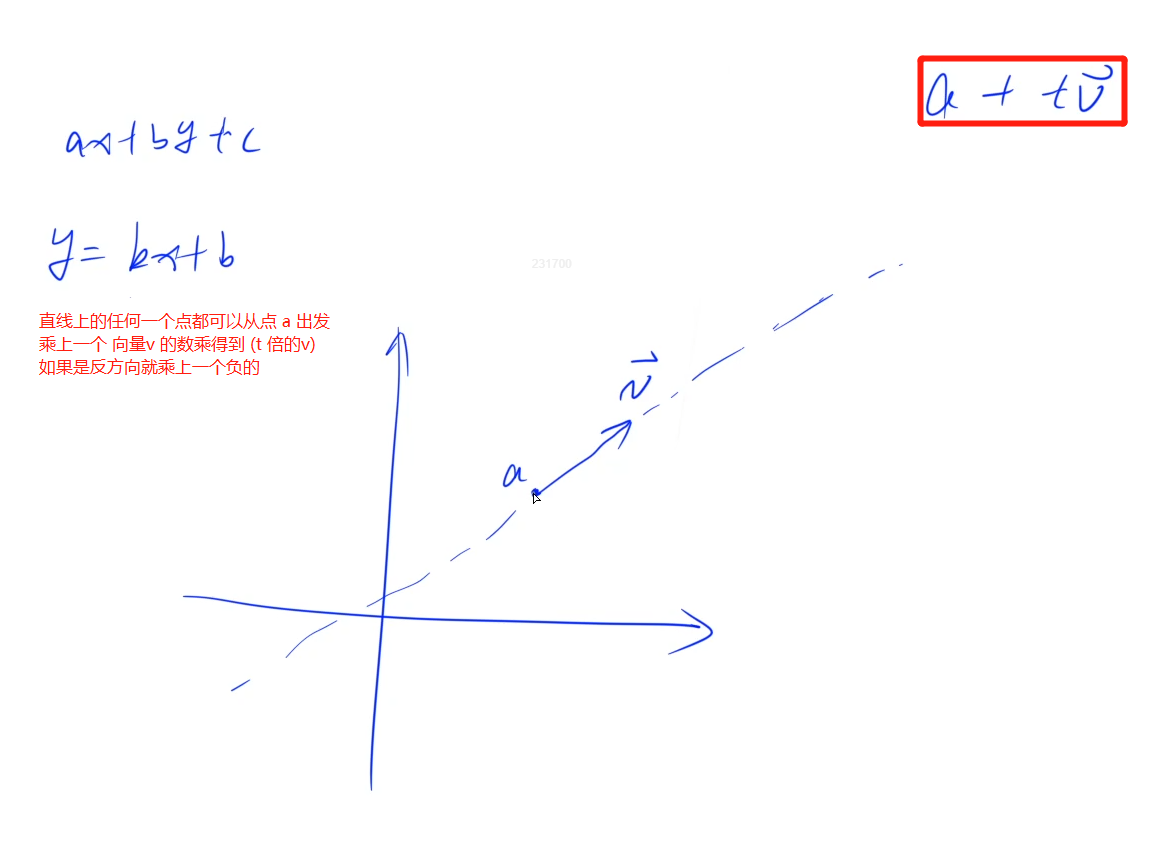 a + tv⃗
ax+by+c
y = kx+b
231700
直线上的任何一个点都可以从点 a 出发
乘上一个 向量v 的数乘得到 (t 倍的v)
如果是反方向就乘上一个负的
v⃗
a